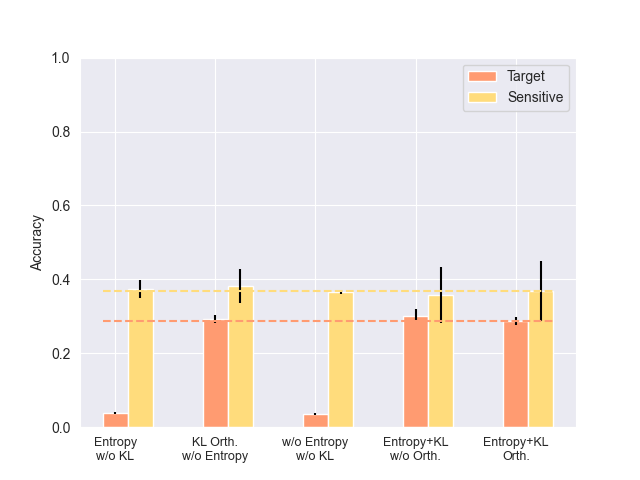 1.0
Target
Sensitive
0.8
0.6
Accuracy
0.4
0.2
0.0
Entropy
w/o KL
KL Orth.
w/o Entropy
w/o Entropy
w/o KL
Entropy+KL
w/o Orth.
Entropy+KL
Orth.